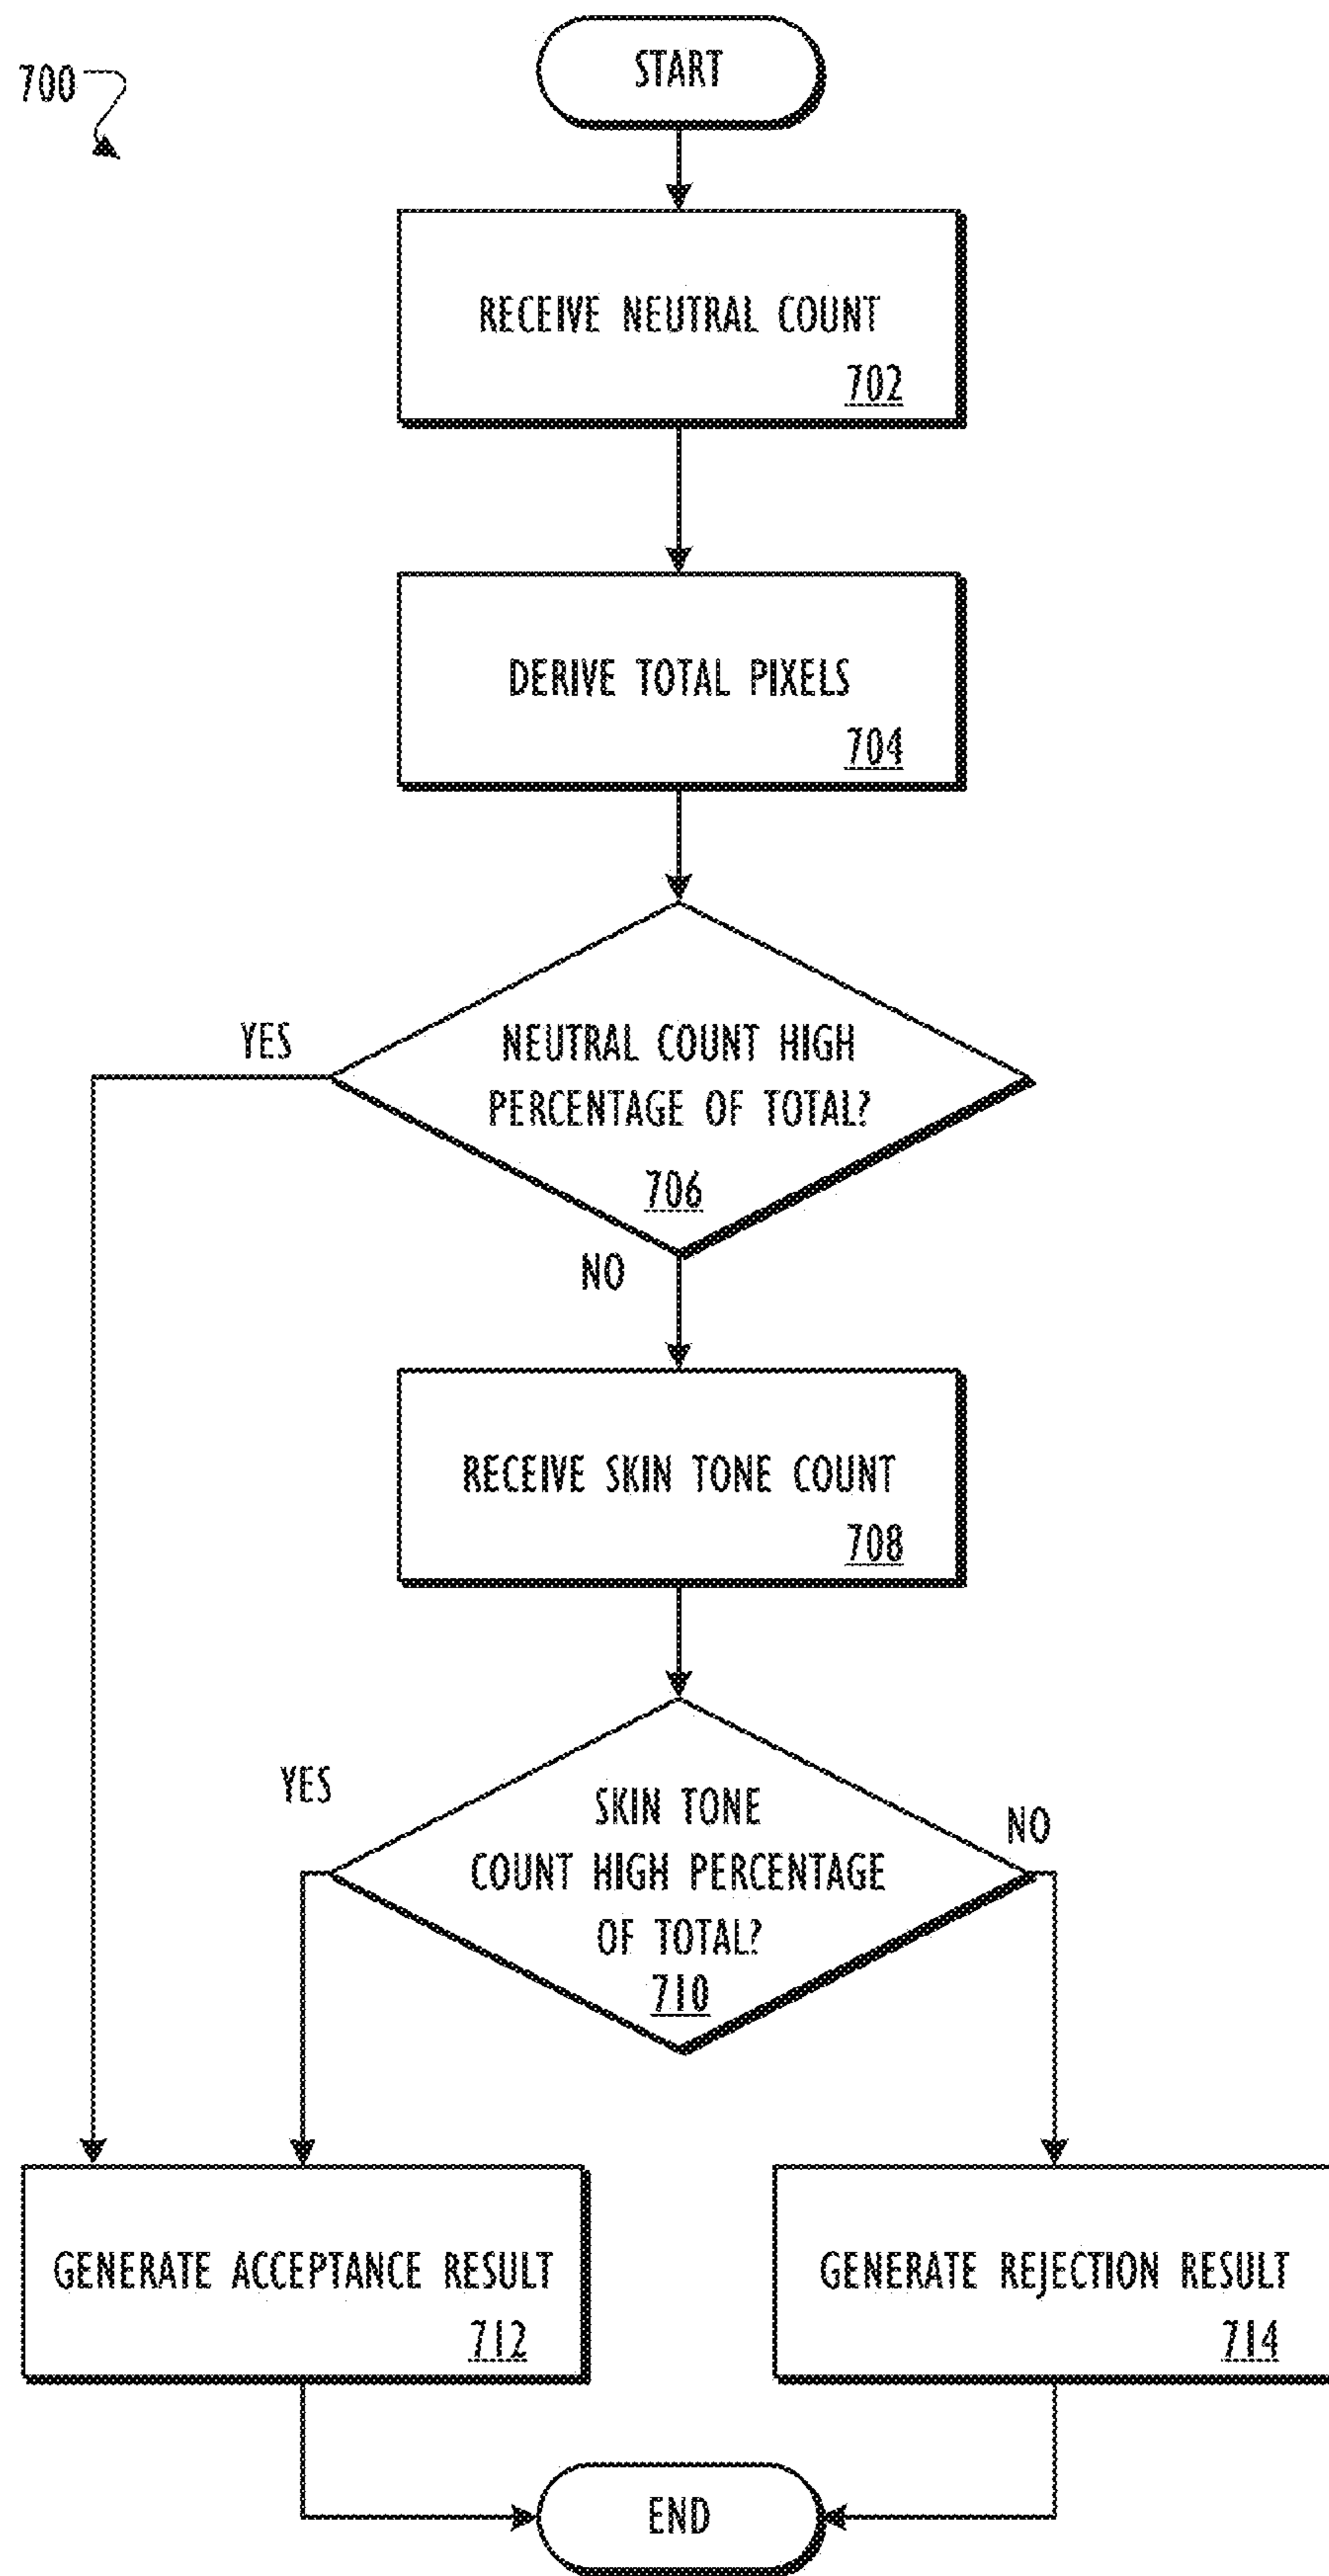 START
700
RECEIVE NEUTRAL COUNT
702
DERIVE TOTAL PIXELS
704
YES
NEUTRAL COUNT HIGH
PERCENTAGE OF TOTAL?
706
NO
RECEIVE SKIN TONE COUNT
708
YES
SKIN TONE
NO
COUNT HIGH PERCENTAGE
OF TOTAL?
710
GENERATE ACCEPTANCE RESULT
712
GENERATE REJECTION RESULT
714
END